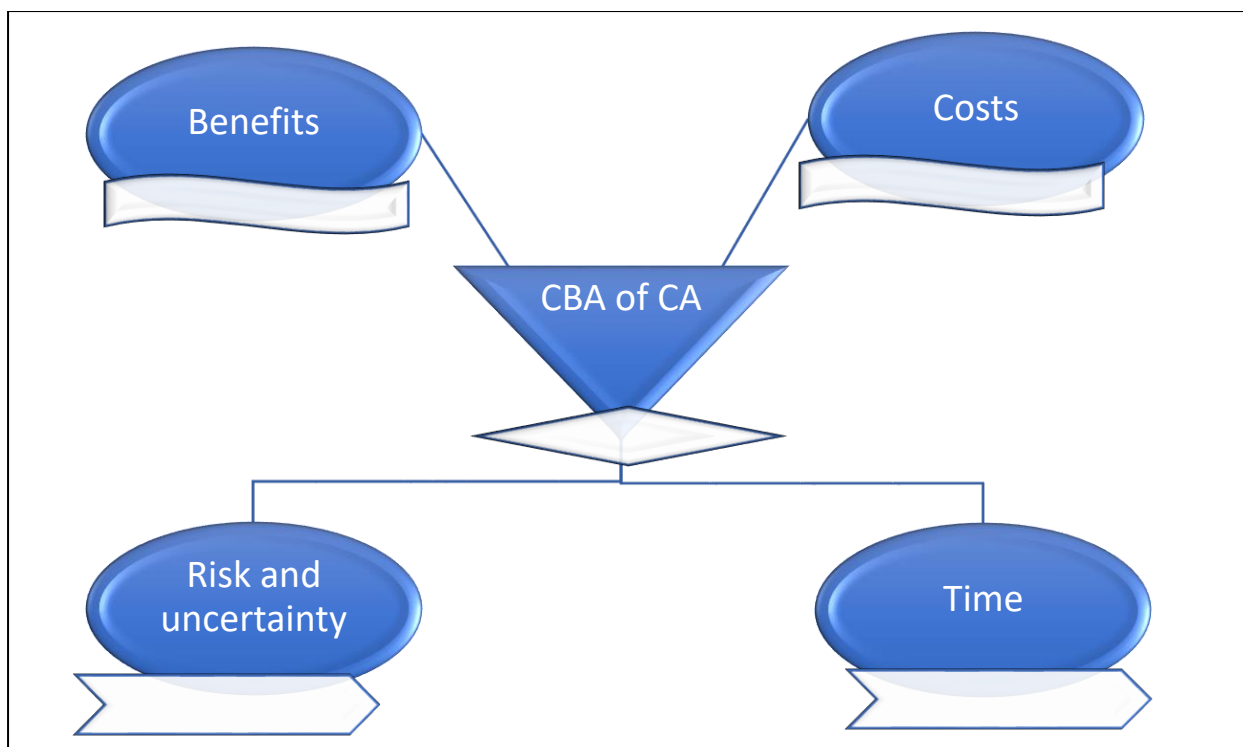 Benefits
Costs
CBA of CA
Risk and
uncertainty
Time